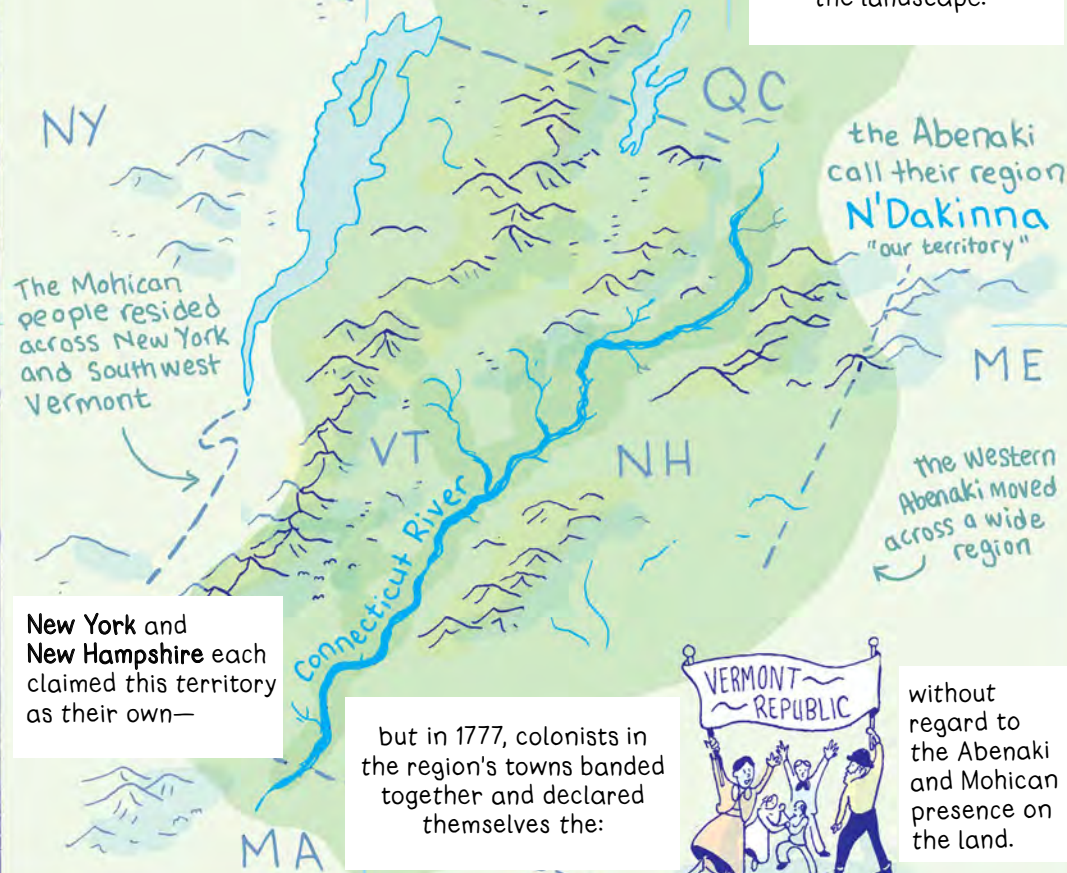 the landscape.
NY
QC
the Abenaki
call their region
N'Dakinna
"our territory"
The Mohican
people resided
across New York
and Southwest
Vermont
ME
VT
NH
the Western
Abenaki moved
across a wide
region
Connecticut River
New York and
New Hampshire each
claimed this territory
as their own—
but in 1777, colonists in
the region's towns banded
together and declared
themselves the:
VERMONT
REPUBLIC
without
regard to
the Abenaki
and Mohican
presence on
the land.
MA